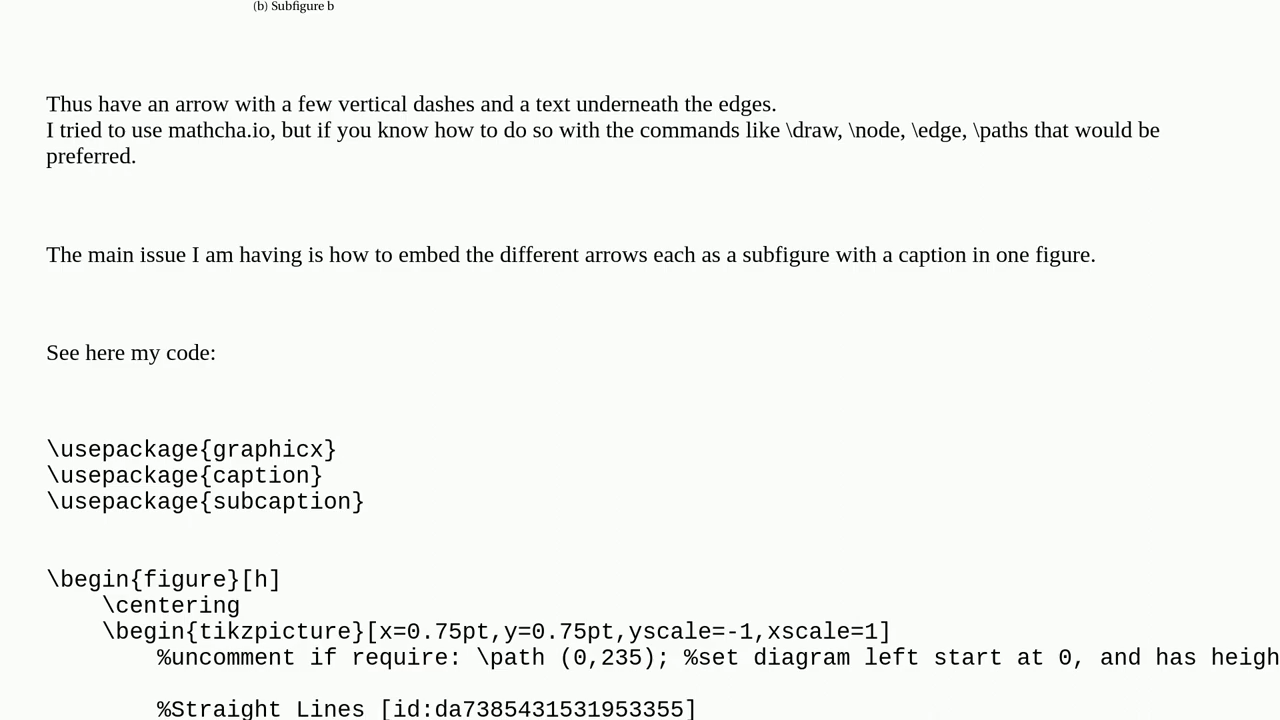 (b) Subfigure b
Thus have an arrow with a few vertical dashes and a text underneath the edges.
I tried to use mathcha.io, but if you know how to do so with the commands like \draw, \node, \edge, \paths that would be
preferred.
The main issue I am having is how to embed the different arrows each as a subfigure with a caption in one figure.
See here my code:
\usepackage{graphicx}
\usepackage{caption}
\usepackage{subcaption}
\begin{figure}[h]
    \centering
    \begin{tikzpicture}[x=0.75pt,y=0.75pt,yscale=-1,xscale=1]
        %uncomment if require: \path (0,235); %set diagram left start at 0, and has heigh
        %Straight Lines [id:da7385431531953355]